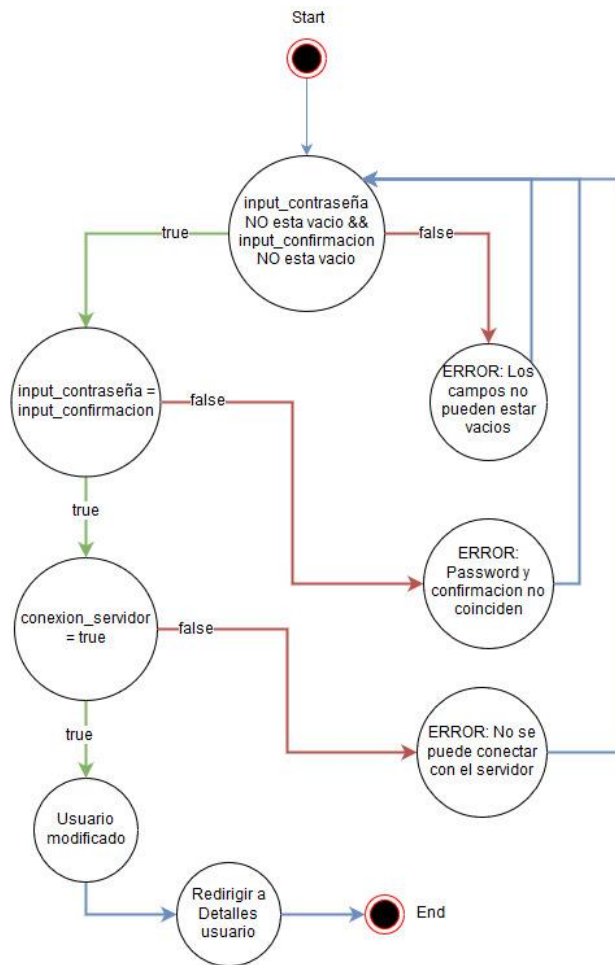 Start
input_contraseña
NO esta vacio &&
input_confirmacion
NO esta vacio
true
false
ERROR: Los
campos no
pueden estar
vacios
input_contraseña =
input_confirmacion
false
true
ERROR:
Password y
confirmacion no
coinciden
conexion_servidor
= true
false
true
ERROR: No se
puede conectar
con el servidor
Usuario
modificado
Redirigir a
Detalles
usuario
End